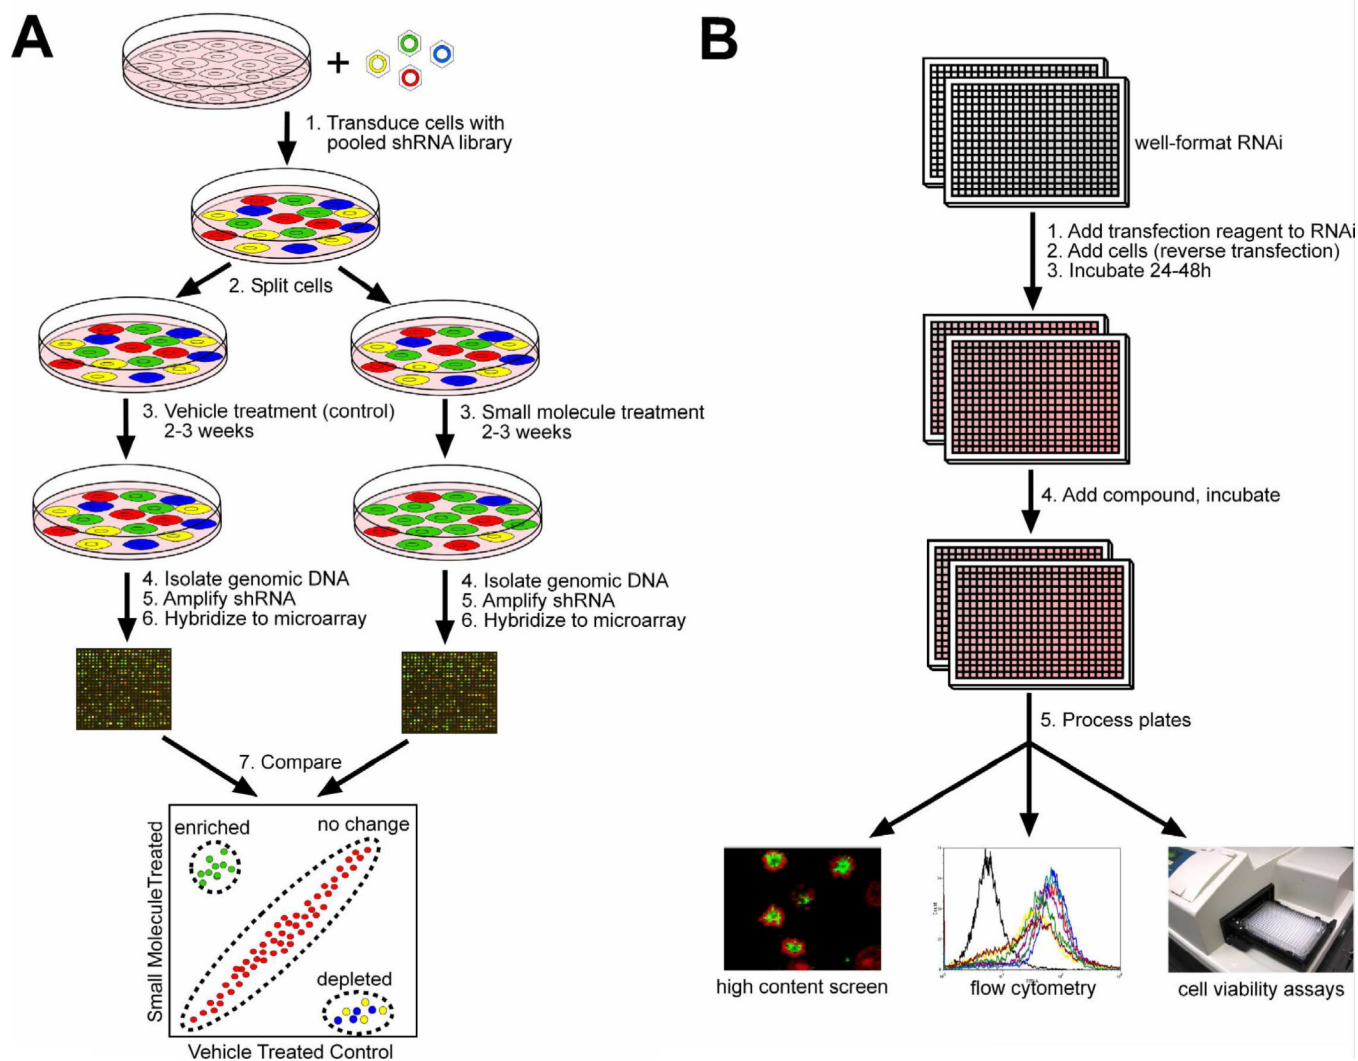 A
+
1. Transduce cells with
pooled shRNA library
2. Split cells
3. Vehicle treatment (control)
2-3 weeks
3. Small molecule treatment
2-3 weeks
4. Isolate genomic DNA
5. Amplify shRNA
6. Hybridize to microarray
4. Isolate genomic DNA
5. Amplify shRNA
6. Hybridize to microarray
7. Compare
enriched
no change
depleted
Small MoleculeTreated
Vehicle Treated Control
B
well-format RNAi
1. Add transfection reagent to RNAi
2. Add cells (reverse transfection)
3. Incubate 24-48h
4. Add compound, incubate
5. Process plates
high content screen
Count
flow cytometry
cell viability assays